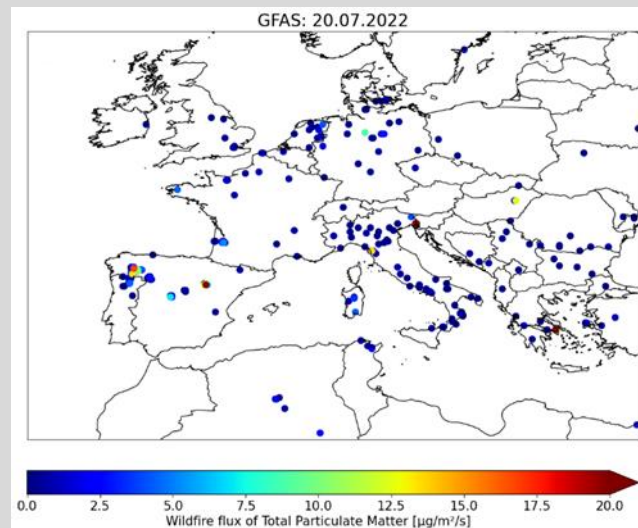 GFAS: 20.07.2022
0.0 2.5 5.0 7.5 10.0 12.5 15.0 17.5 20.0
Wildfire flux of Total Particulate Matter [µg/m²/s]